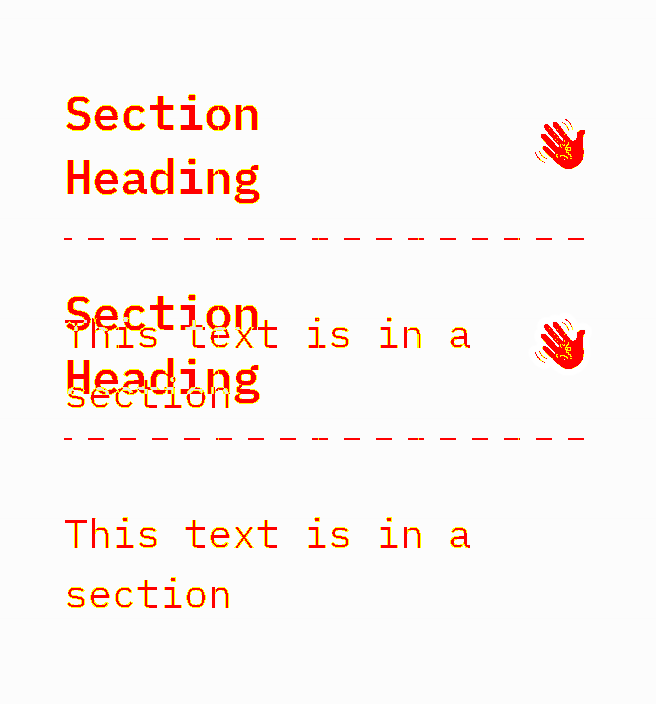 Section
Heading
Section
This text is in a
Heading
section
This text is in a
section